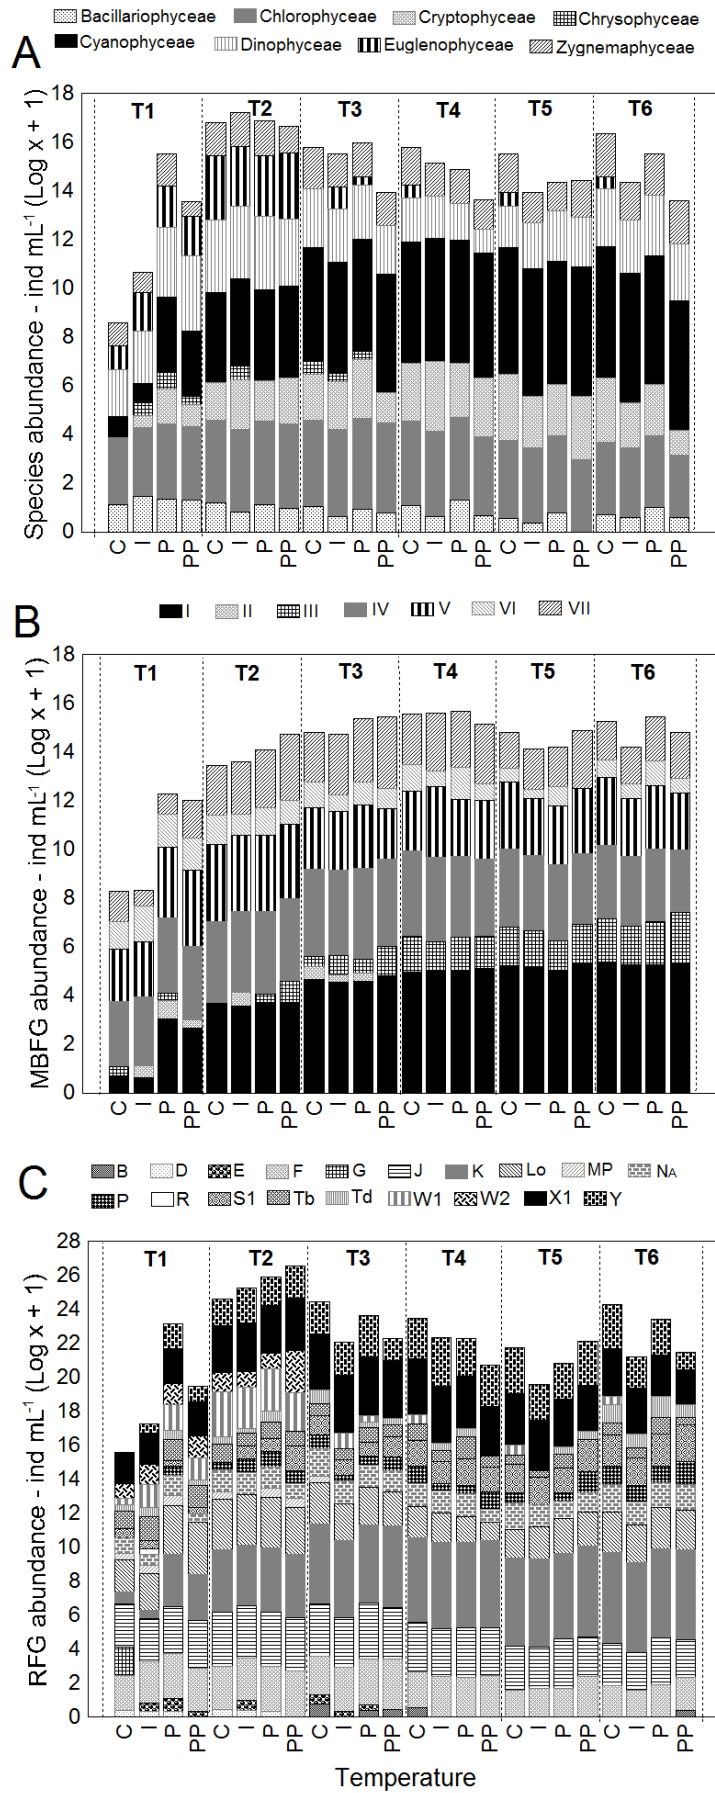 Bacillariophyceae Chlorophyceae Cryptophyceae Chrysophyceae
Cyanophyceae Dinophyceae Euglenophyceae Zygnemaphyceae
A
Species abundance - ind mL-1 (Log x + 1)
18
16
14
12
10
8
6
4
2
0
T1 T2 T3 T4 T5 T6
C I P PP C I P PP C I P PP C I P PP C I P PP C I P PP
I II III IV V VI VII
B
MBFG abundance - ind mL-1 (Log x + 1)
18
16
14
12
10
8
6
4
2
0
T1 T2 T3 T4 T5 T6
C I P PP C I P PP C I P PP C I P PP C I P PP C I P PP
B D E F G J K Lo MP NA
P R S1 Tb Td W1 W2 X1 Y
C
RFG abundance - ind mL-1 (Log x + 1)
28
26
24
22
20
18
16
14
12
10
8
6
4
2
0
T1 T2 T3 T4 T5 T6
C I P PP C I P PP C I P PP C I P PP C I P PP C I P PP
Temperature